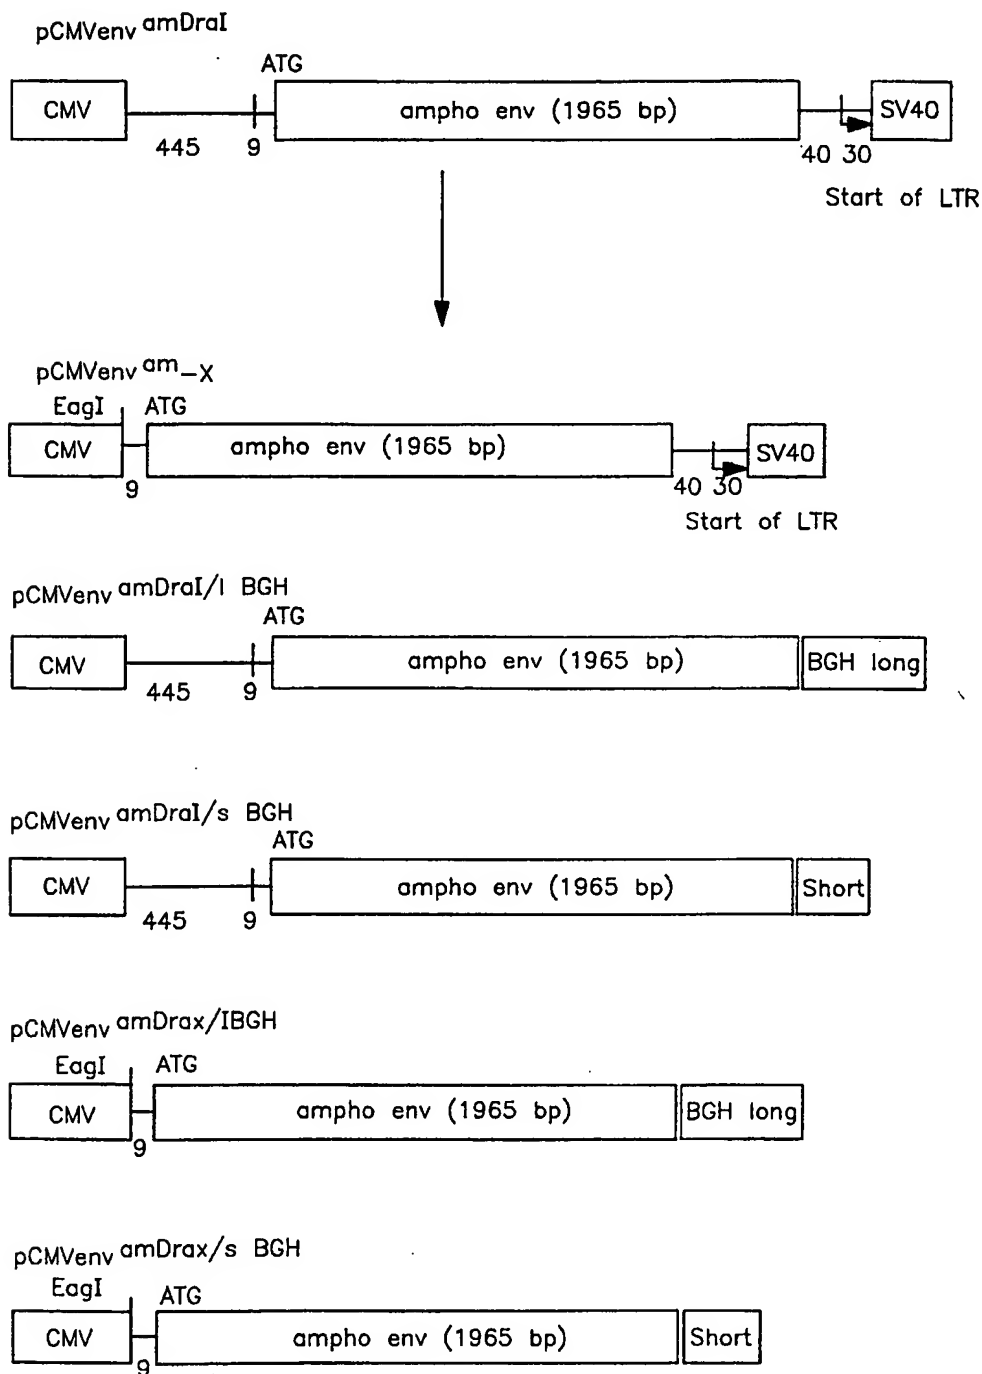 pCMVenv amDraI
ATG
CMV ampho env (1965 bp) SV40
445 9 40 30
Start of LTR
pCMVenv am-X
EagI ATG
CMV ampho env (1965 bp) SV40
9 40 30
Start of LTR
pCMVenv amDraI/l BGH
ATG
CMV ampho env (1965 bp) BGH long
445 9
pCMVenv amDraI/s BGH
ATG
CMV ampho env (1965 bp) Short
445 9
pCMVenv amDrax/IBGH
EagI ATG
CMV ampho env (1965 bp) BGH long
9
pCMVenv amDrax/s BGH
EagI ATG
CMV ampho env (1965 bp) Short
9